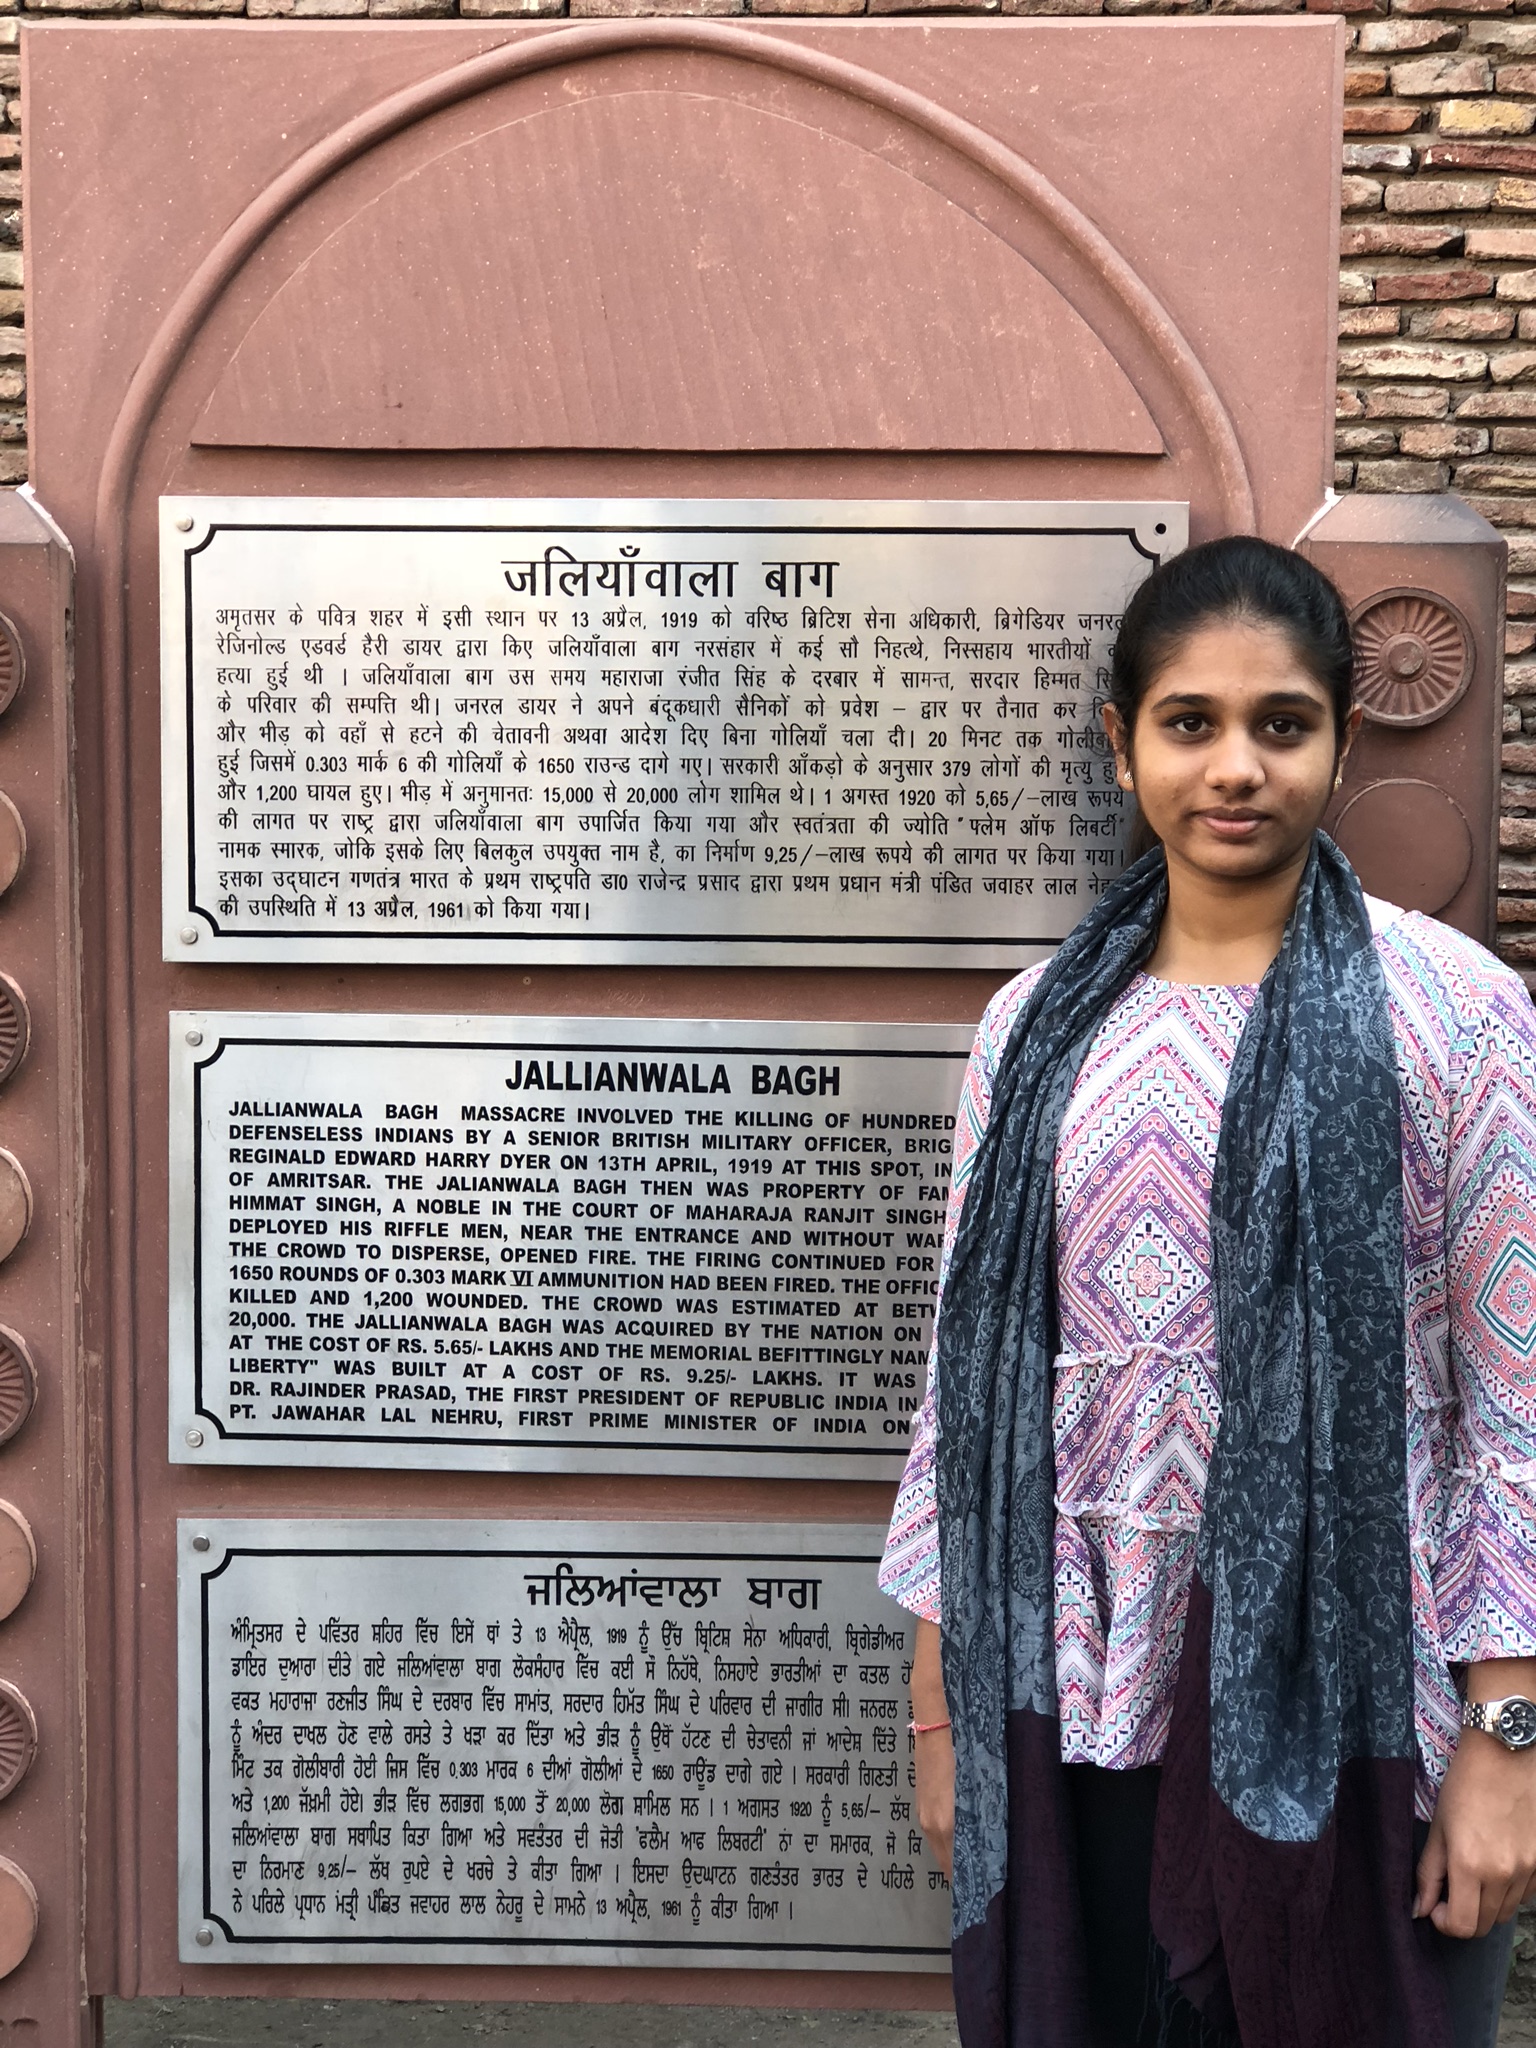 जलियाँवाला बाग
अमृतसर के पवित्र शहर में इसी स्थान पर 13 अप्रैल, 1919 को वरिष्ठ ब्रिटिश सेना अधिकारी, ब्रिगेडियर जनरल
रेजिनोल्ड एडवर्ड हैरी डायर द्वारा किए जलियाँवाला बाग नरसंहार में कई सौ निहत्थे, निस्सहाय भारतीयों
हत्या हुई थी । जलियाँवाला बाग उस समय महाराजा रंजीत सिंह के दरबार में सामन्त, सरदार हिम्मत
के परिवार की सम्पत्ति थी। जनरल डायर ने अपने बंदूकधारी सैनिकों को प्रवेश – द्वार पर तैनात कर
और भीड़ को वहाँ से हटने की चेतावनी अथवा आदेश दिए बिना गोलियाँ चला दी। 20 मिनट तक
हुई जिसमें 0.303 मार्क 6 की गोलियाँ के 1650 राउन्ड दागे गए। सरकारी आँकड़ो के अनुसार 379 लोगों की मृत्यु
और 1,200 घायल हुए। भीड़ में अनुमानतः 15,000 से 20,000 लोग शामिल थे। 1 अगस्त 1920 को 5,65/–लाख रूपये
की लागत पर राष्ट्र द्वारा जलियाँवाला बाग उपार्जित किया गया और स्वतंत्रता की ज्योति "फ्लेम ऑफ लिबर्टी"
नामक स्मारक, जोकि इसके लिए बिलकुल उपयुक्त नाम है, का निर्माण 9,25/–लाख रूपये की लागत पर किया गया।
इसका उद्घाटन गणतंत्र भारत के प्रथम राष्ट्रपति डा0 राजेन्द्र प्रसाद द्वारा प्रथम प्रधान मंत्री पंडित जवाहर लाल
की उपस्थिति में 13 अप्रैल, 1961 को किया गया।
JALLIANWALA BAGH
JALLIANWALA BAGH MASSACRE INVOLVED THE KILLING OF HUNDRED
DEFENSELESS INDIANS BY A SENIOR BRITISH MILITARY OFFICER,
REGINALD EDWARD HARRY DYER ON 13TH APRIL, 1919 AT THIS SPOT, IN
OF AMRITSAR. THE JALIANWALA BAGH THEN WAS PROPERTY OF
HIMMAT SINGH, A NOBLE IN THE COURT OF MAHARAJA RANJIT SINGH
DEPLOYED HIS RIFFLE MEN, NEAR THE ENTRANCE AND WITHOUT
THE CROWD TO DISPERSE, OPENED FIRE. THE FIRING CONTINUED FOR
1650 ROUNDS OF 0.303 MARK VI AMMUNITION HAD BEEN FIRED. THE
KILLED AND 1,200 WOUNDED. THE CROWD WAS ESTIMATED AT
20,000. THE JALLIANWALA BAGH WAS ACQUIRED BY THE NATION ON
AT THE COST OF RS. 5.65/- LAKHS AND THE MEMORIAL BEFITTINGLY
LIBERTY" WAS BUILT AT A COST OF RS. 9.25/- LAKHS. IT WAS
DR. RAJINDER PRASAD, THE FIRST PRESIDENT OF REPUBLIC INDIA IN
PT. JAWAHAR LAL NEHRU, FIRST PRIME MINISTER OF INDIA ON
ਜਲਿਆਂਵਾਲਾ ਬਾਗ
ਅੰਮ੍ਰਿਤਸਰ ਦੇ ਪਵਿੱਤਰ ਸ਼ਹਿਰ ਵਿੱਚ ਇਸੇਂ ਥਾਂ ਤੇ 13 ਐਪ੍ਰੈਲ, 1919 ਨੂੰ ਉੱਚ ਬ੍ਰਿਟਿਸ਼ ਸੇਨਾ ਅਧਿਕਾਰੀ, ਬ੍ਰਿਗੇਡੀਅਰ
ਡਾਇਰ ਦੁਆਰਾ ਦੀਤੇ ਗਏ ਜਲਿਆਂਵਾਲਾ ਬਾਗ ਲੋਕਸੰਹਾਰ ਵਿੱਚ ਕਈ ਸੌ ਨਿਹੱਥੇ, ਨਿਸਹਾਏ ਭਾਰਤੀਆਂ ਦਾ ਕਤਲ
ਵਕਤ ਮਹਾਰਾਜਾ ਰਣਜੀਤ ਸਿੰਘ ਦੇ ਦਰਬਾਰ ਵਿੱਚ ਸਾਮਾਂਤ, ਸਰਦਾਰ ਹਿਮੱਤ ਸਿੰਘ ਦੇ ਪਰਿਵਾਰ ਦੀ ਜਾਗੀਰ ਸੀ। ਜਨਰਲ
ਨੂੰ ਅੰਦਰ ਦਾਖਲ ਹੋਣ ਵਾਲੇ ਰਸਤੇ ਤੇ ਖੜਾ ਕਰ ਦਿੱਤਾ ਅਤੇ ਭੀੜ ਨੂੰ ਉਥੋਂ ਹੱਟਣ ਦੀ ਚੇਤਾਵਨੀ ਜਾਂ ਆਦੇਸ਼ ਦਿੱਤੇ
ਮਿੰਟ ਤਕ ਗੋਲੀਬਾਰੀ ਹੋਈ ਜਿਸ ਵਿੱਚ 0,303 ਮਾਰਕ 6 ਦੀਆਂ ਗੋਲੀਆਂ ਦੇ 1650 ਰਾਊਂਡ ਦਾਗੇ ਗਏ । ਸਰਕਾਰੀ ਗਿਣਤੀ
ਅਤੇ 1,200 ਜੱਖ਼ਮੀ ਹੋਏ। ਭੀੜ ਵਿੱਚ ਲਗਭਗ 15,000 ਤੋਂ 20,000 ਲੋਗ ਸ਼ਾਮਿਲ ਸਨ । 1 ਅਗਸਤ 1920 ਨੂੰ 5,65/– ਲੱਖ
ਜਲਿਆਂਵਾਲਾ ਬਾਗ ਸਥਾਪਿਤ ਕਿਤਾ ਗਿਆ ਅਤੇ ਸਵਤੰਤਰ ਦੀ ਜੋਤੀ "ਫਲੈਮ ਆਫ ਲਿਬਰਟੀ" ਨਾਂ ਦਾ ਸਮਾਰਕ, ਜੋ ਕਿ
ਦਾ ਨਿਰਮਾਣ 9,25/– ਲੱਖ ਰੁਪਏ ਦੇ ਖਰਚੇ ਤੇ ਕੀਤਾ ਗਿਆ । ਇਸਦਾ ਉਦਘਾਟਨ ਗਣਤੰਤਰ ਭਾਰਤ ਦੇ ਪਹਿਲੇ
ਨੇ ਪਰਿਲੇ ਪ੍ਰਧਾਨ ਮੰਤ੍ਰੀ ਪੰਡਿਤ ਜਵਾਹਰ ਲਾਲ ਨੇਹਰੂ ਦੇ ਸਾਮਨੇ 13 ਅਪ੍ਰੈਲ, 1961 ਨੂੰ ਕੀਤਾ ਗਿਆ ।